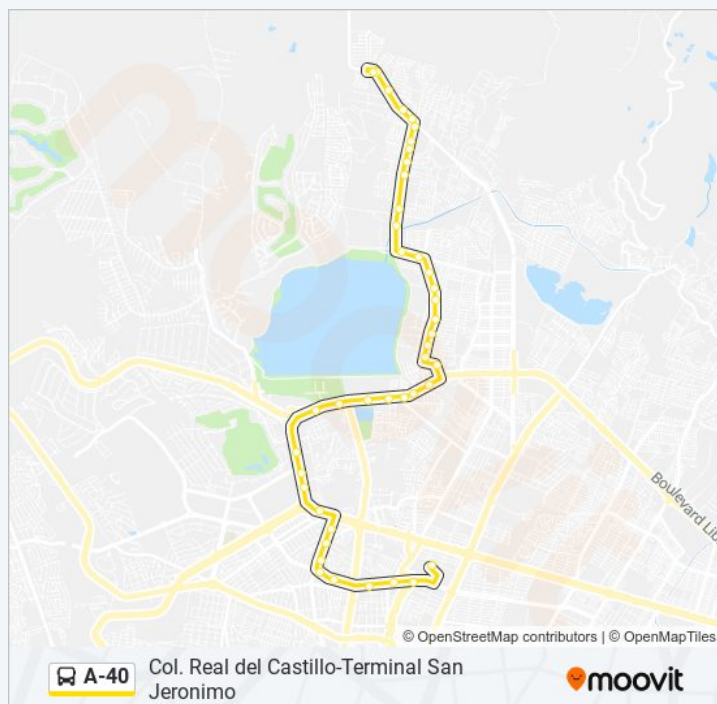 Boulevard Lib
© OpenStreetMap contributors | © OpenMapTiles
A-40
Col. Real del Castillo-Terminal San
Jeronimo
moovit